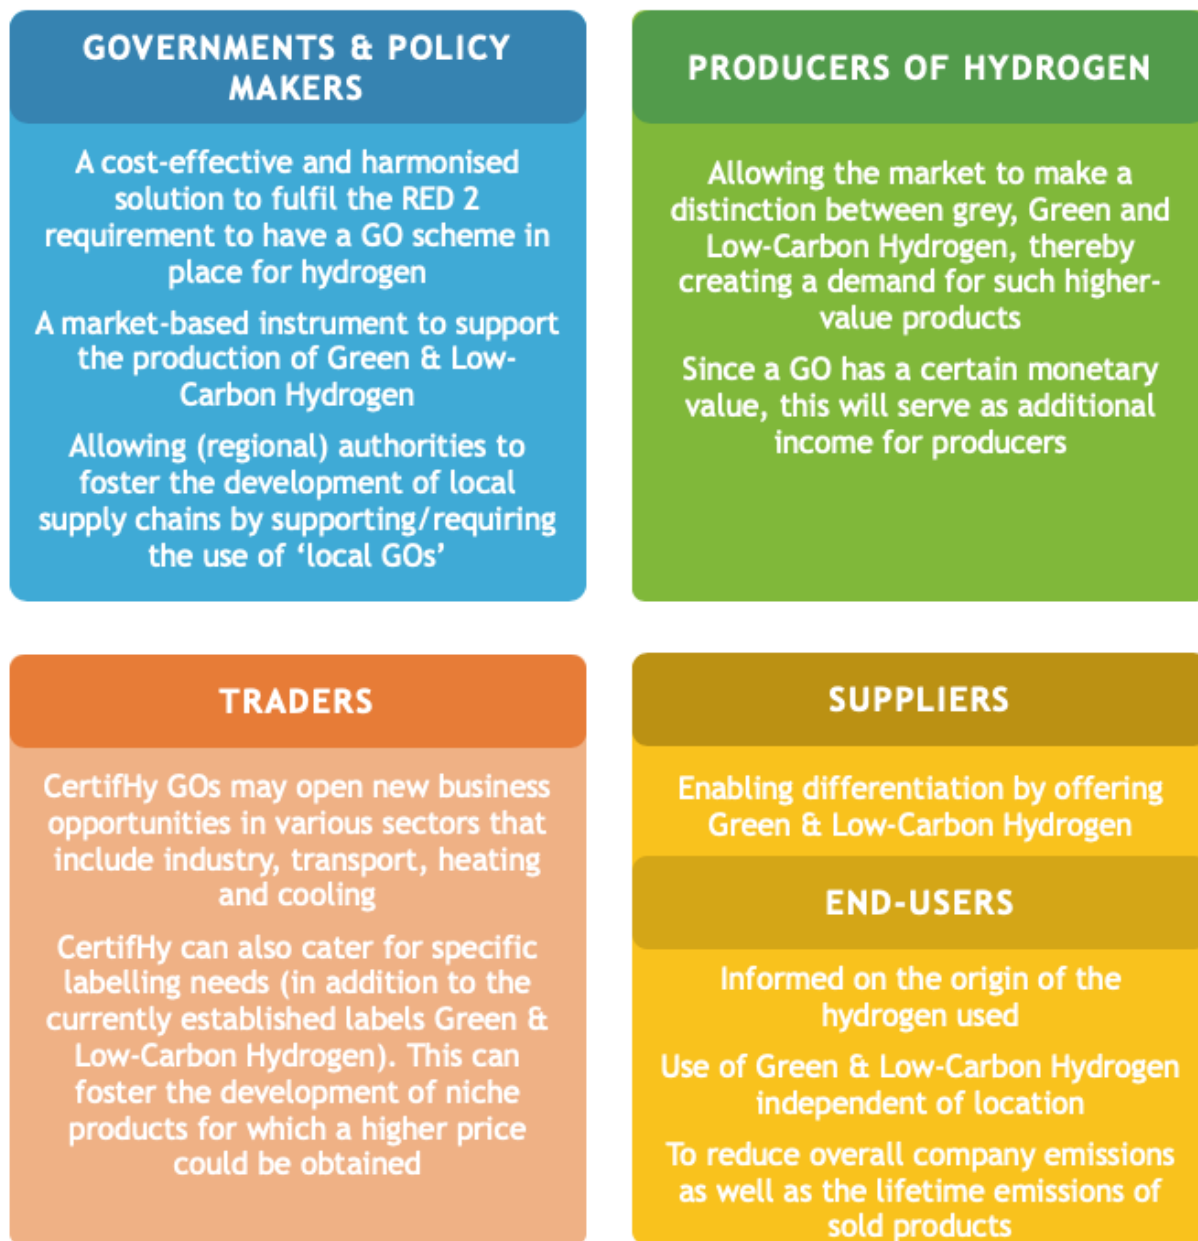 GOVERNMENTS & POLICY
MAKERS
A cost-effective and harmonised
solution to fulfil the RED 2
requirement to have a GO scheme in
place for hydrogen
A market-based instrument to support
the production of Green & Low-
Carbon Hydrogen
Allowing (regional) authorities to
foster the development of local
supply chains by supporting/requiring
the use of ‘local GOs’
PRODUCERS OF HYDROGEN
Allowing the market to make a
distinction between grey, Green and
Low-Carbon Hydrogen, thereby
creating a demand for such higher-
value products
Since a GO has a certain monetary
value, this will serve as additional
income for producers
TRADERS
CertifHy GOs may open new business
opportunities in various sectors that
include industry, transport, heating
and cooling
CertifHy can also cater for specific
labelling needs (in addition to the
currently established labels Green &
Low-Carbon Hydrogen). This can
foster the development of niche
products for which a higher price
could be obtained
SUPPLIERS
Enabling differentiation by offering
Green & Low-Carbon Hydrogen
END-USERS
Informed on the origin of the
hydrogen used
Use of Green & Low-Carbon Hydrogen
independent of location
To reduce overall company emissions
as well as the lifetime emissions of
sold products